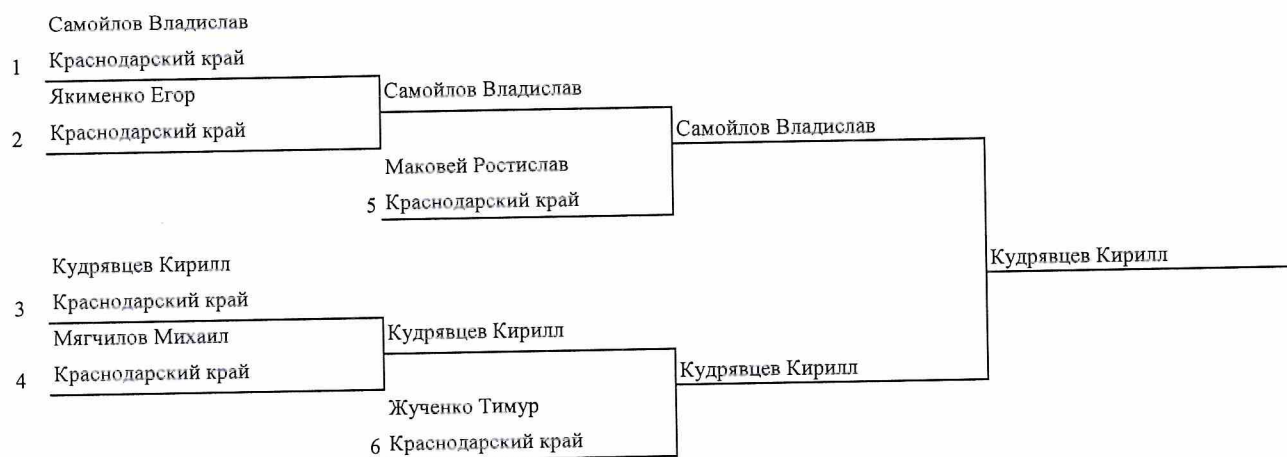 Самойлов Владислав
1 Краснодарский край
Якименко Егор
2 Краснодарский край
Самойлов Владислав
Маковей Ростислав
5 Краснодарский край
Самойлов Владислав
Кудрявцев Кирилл
3 Краснодарский край
Мягчилов Михаил
4 Краснодарский край
Кудрявцев Кирилл
Жученко Тимур
6 Краснодарский край
Кудрявцев Кирилл
Кудрявцев Кирилл